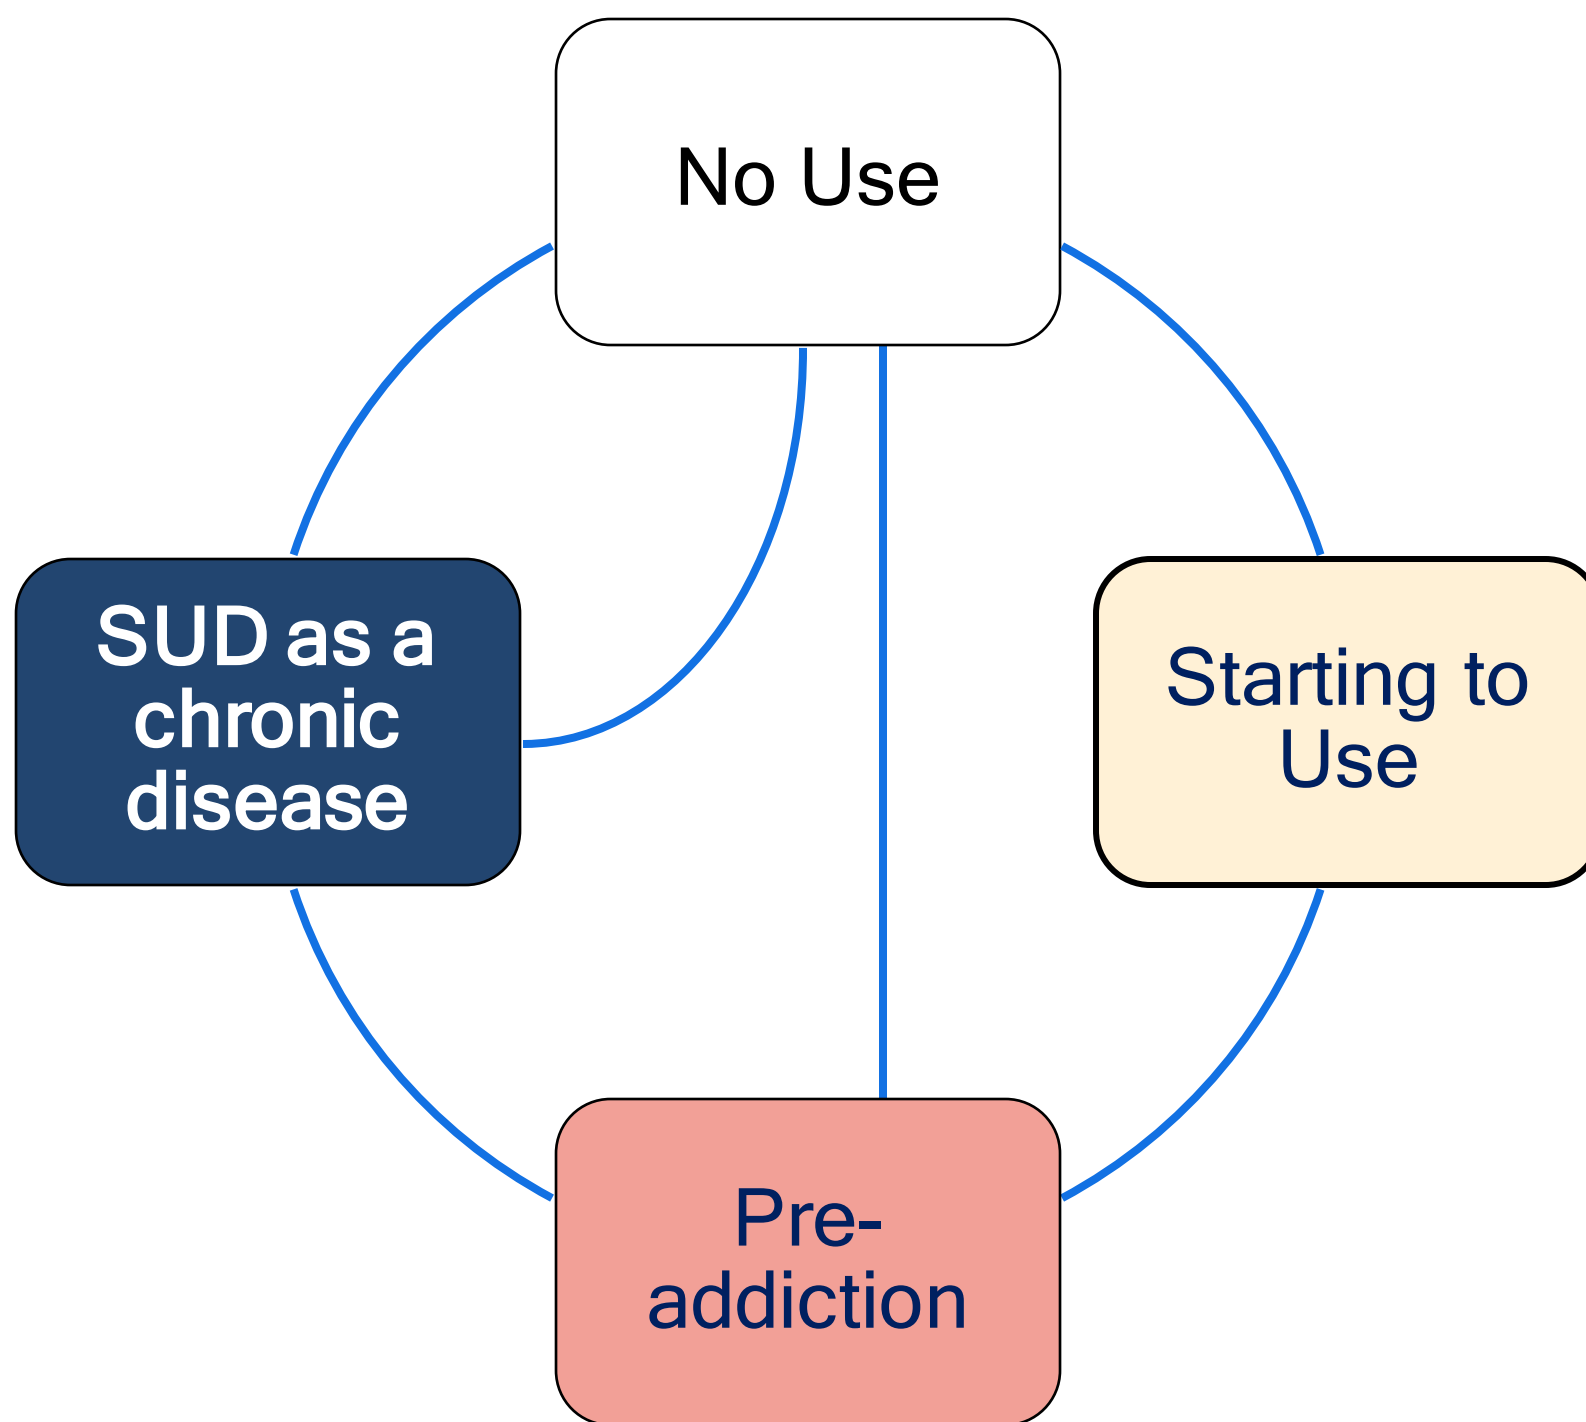 No Use
SUD as a
chronic
disease
Starting to
Use
Pre-
addiction